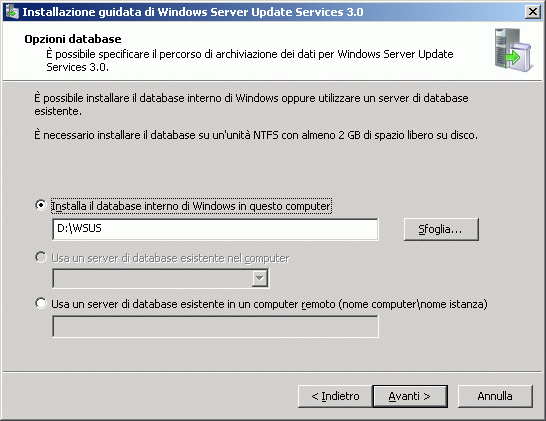 Installazione guidata di Windows Server Update Services 3.0
Opzioni database
È possibile specificare il percorso di archiviazione dei dati per Windows Server Update
Services 3.0.
È possibile installare il database interno di Windows oppure utilizzare un server di database
esistente.
È necessario installare il database su un'unità NTFS con almeno 2 GB di spazio libero su disco.
Installa il database interno di Windows in questo computer
D:\WSUS
Sfoglia...
Usa un server di database esistente nel computer
Usa un server di database esistente in un computer remoto (nome computer\nome istanza)
< Indietro
Avanti >
Annulla